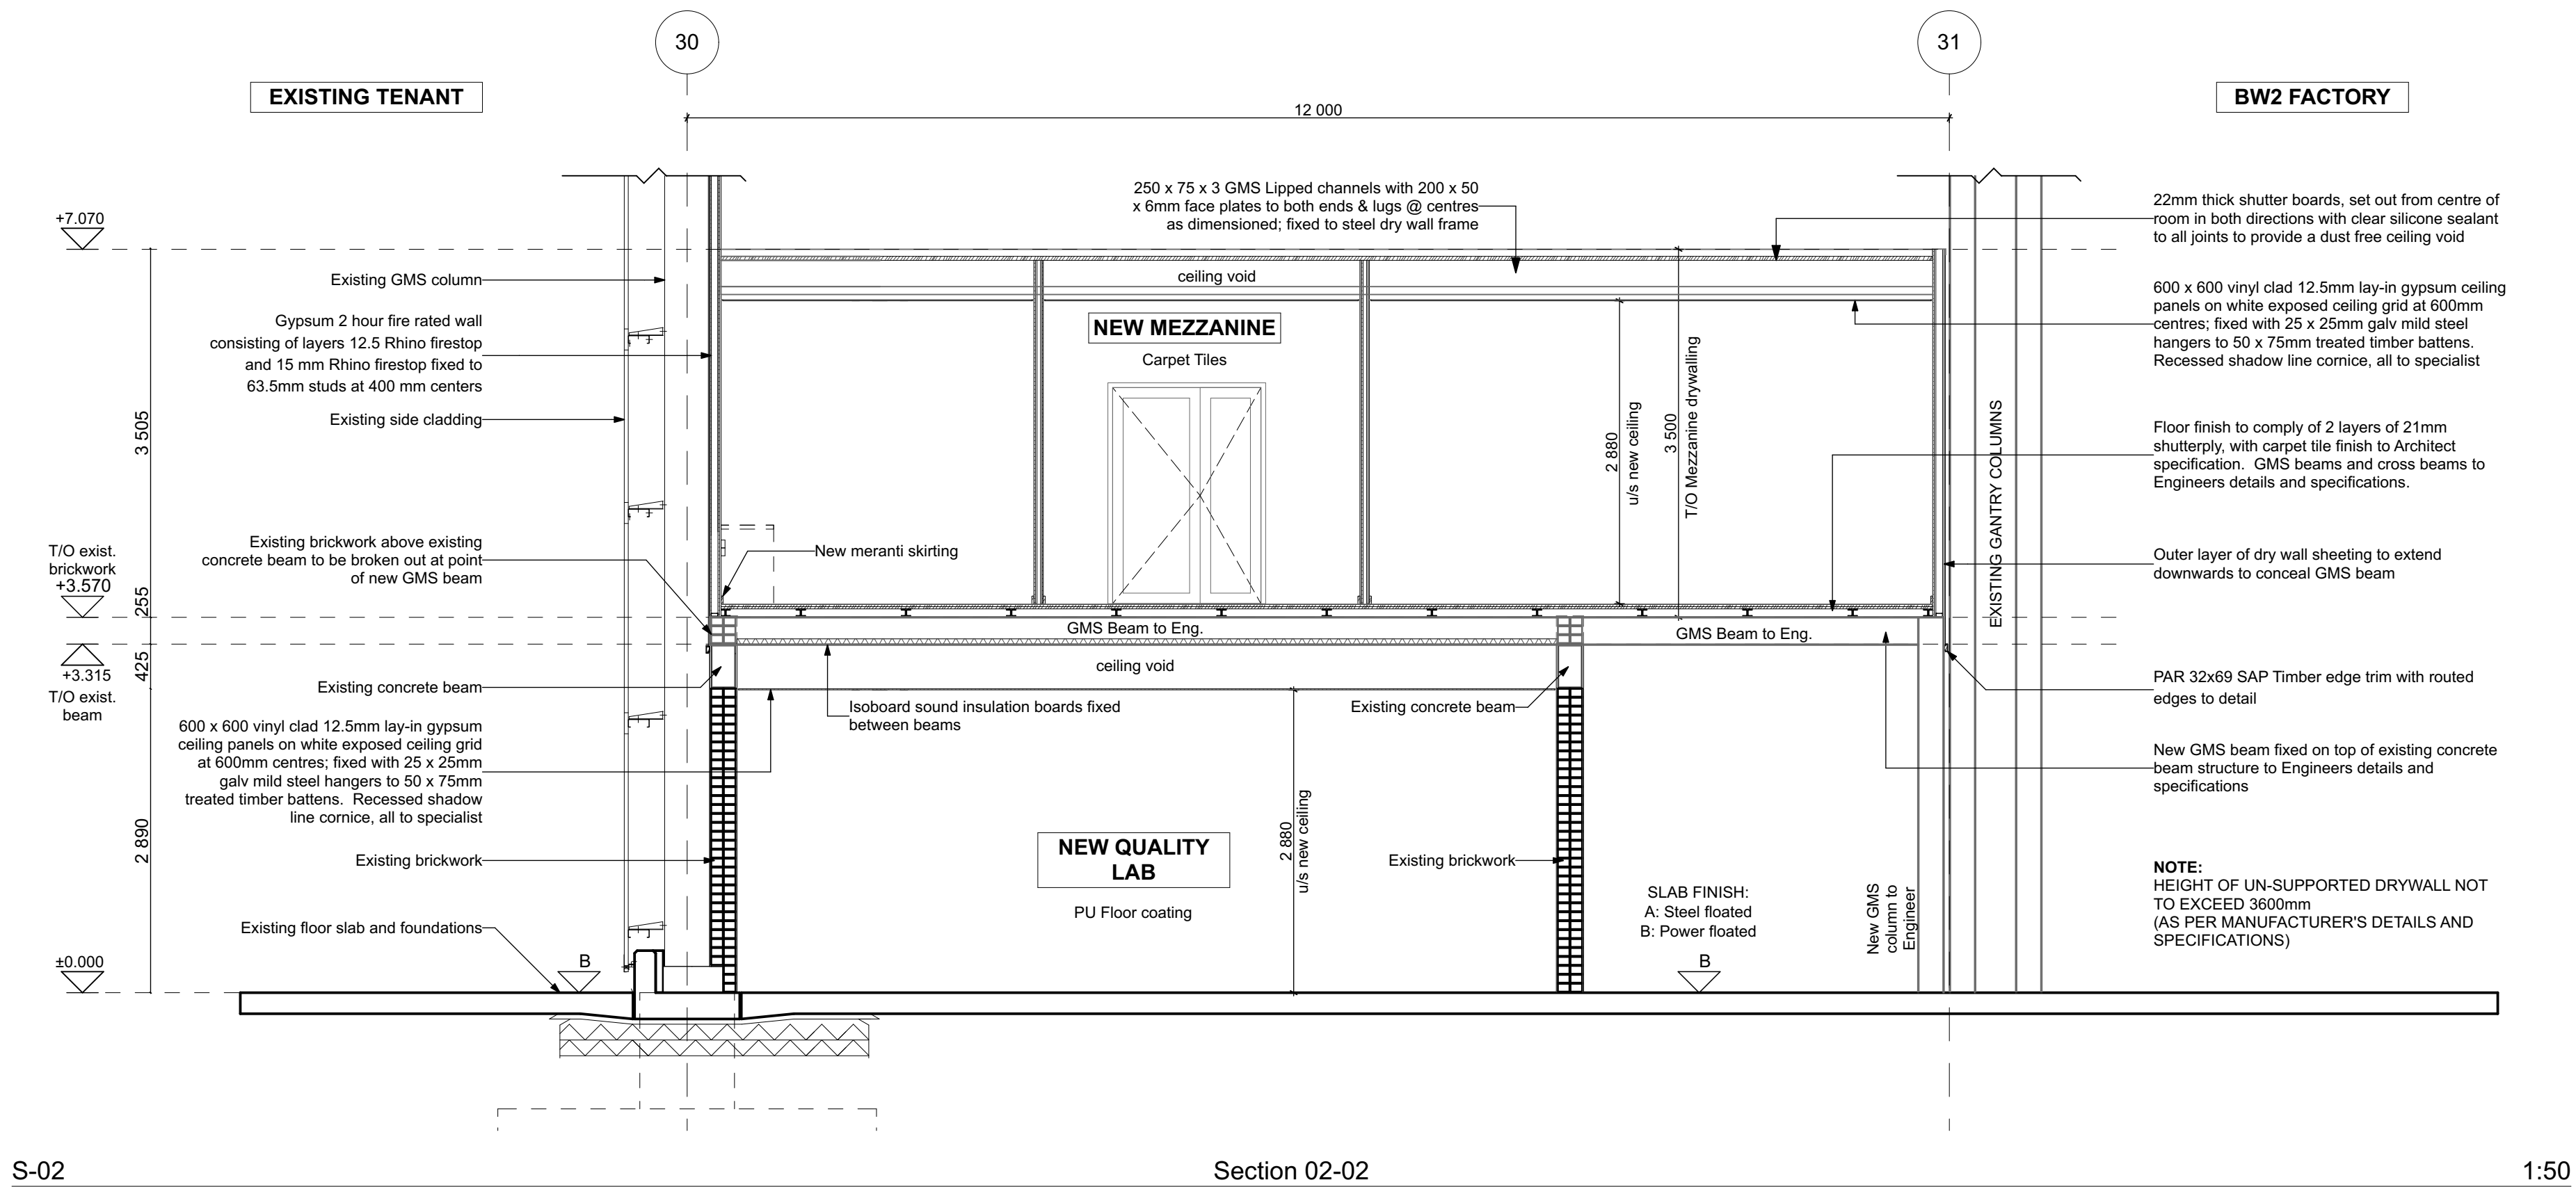 30
31
EXISTING TENANT
BW2 FACTORY
12 000
250 x 75 x 3 GMS Lipped channels with 200 x 50
x 6mm face plates to both ends & lugs @ centres
as dimensioned; fixed to steel dry wall frame
22mm thick shutter boards, set out from centre of
room in both directions with clear silicone sealant
to all joints to provide a dust free ceiling void
+7.070
Existing GMS column
ceiling void
600 x 600 vinyl clad 12.5mm lay-in gypsum ceiling
panels on white exposed ceiling grid at 600mm
centres; fixed with 25 x 25mm galv mild steel
hangers to 50 x 75mm treated timber battens.
Recessed shadow line cornice, all to specialist
Gypsum 2 hour fire rated wall
consisting of layers 12.5 Rhino firestop
and 15 mm Rhino firestop fixed to
63.5mm studs at 400 mm centers
NEW MEZZANINE
Carpet Tiles
Existing side cladding
3 505
2 880
u/s new ceiling
3 500
T/O Mezzanine drywalling
EXISTING GANTRY COLUMNS
Floor finish to comply of 2 layers of 21mm
shutterply, with carpet tile finish to Architect
specification. GMS beams and cross beams to
Engineers details and specifications.
T/O exist.
brickwork
+3.570
255
Existing brickwork above existing
concrete beam to be broken out at point
of new GMS beam
New meranti skirting
Outer layer of dry wall sheeting to extend
downwards to conceal GMS beam
GMS Beam to Eng.
GMS Beam to Eng.
+3.315
T/O exist.
beam
425
ceiling void
Existing concrete beam
Isoboard sound insulation boards fixed
between beams
Existing concrete beam
PAR 32x69 SAP Timber edge trim with routed
edges to detail
600 x 600 vinyl clad 12.5mm lay-in gypsum
ceiling panels on white exposed ceiling grid
at 600mm centres; fixed with 25 x 25mm
galv mild steel hangers to 50 x 75mm
treated timber battens. Recessed shadow
line cornice, all to specialist
New GMS beam fixed on top of existing concrete
beam structure to Engineers details and
specifications
2 890
Existing brickwork
NEW QUALITY
LAB
PU Floor coating
2 880
u/s new ceiling
Existing brickwork
SLAB FINISH:
A: Steel floated
B: Power floated
New GMS
column to
Engineer
NOTE:
HEIGHT OF UN-SUPPORTED DRYWALL NOT
TO EXCEED 3600mm
(AS PER MANUFACTURER'S DETAILS AND
SPECIFICATIONS)
Existing floor slab and foundations
±0.000
B
B
S-02
Section 02-02
1:50